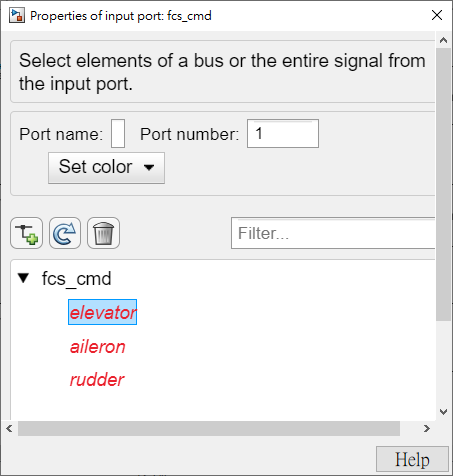 Properties of input port: fcs_cmd
Select elements of a bus or the entire signal from
the input port.
Port name: Port number: 1
Set color
Filter...
fcs_cmd
elevator
aileron
rudder
Help